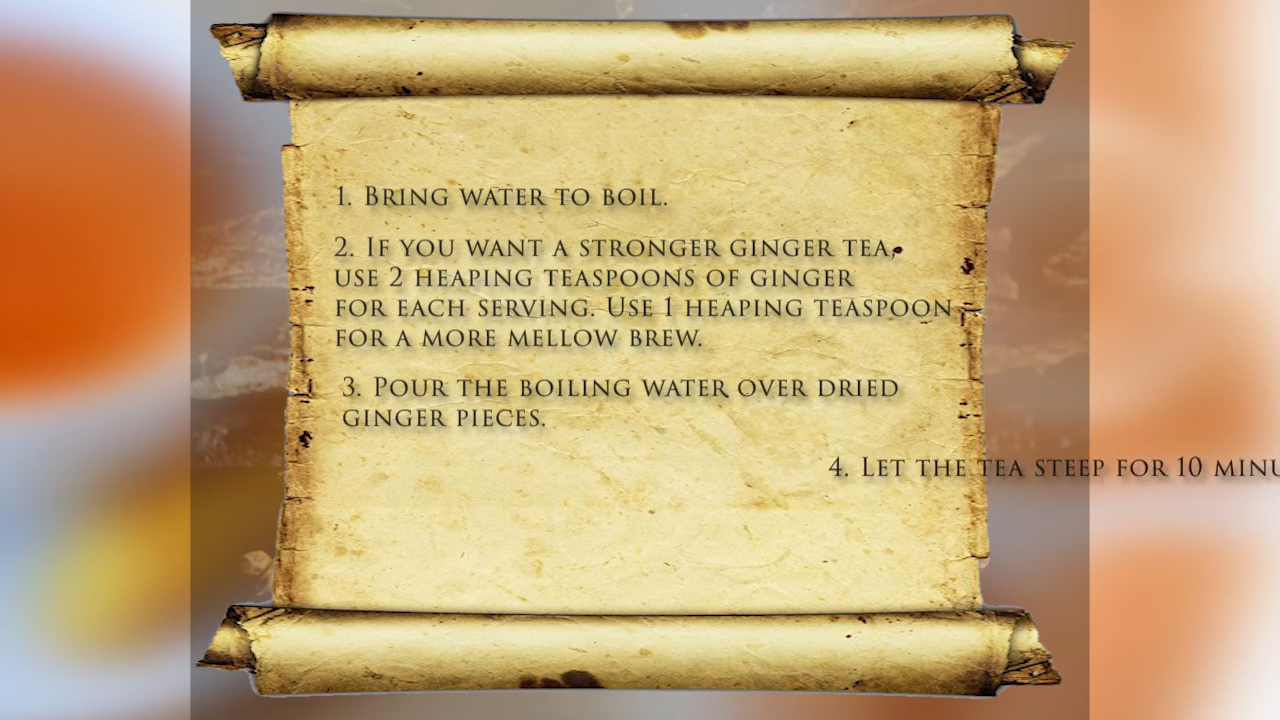 1. Bring water to boil.
2. If you want a stronger ginger tea,
use 2 heaping teaspoons of ginger
for each serving. Use 1 heaping teaspoon
for a more mellow brew.
3. Pour the boiling water over dried
ginger pieces.
4. Let the tea steep for 10